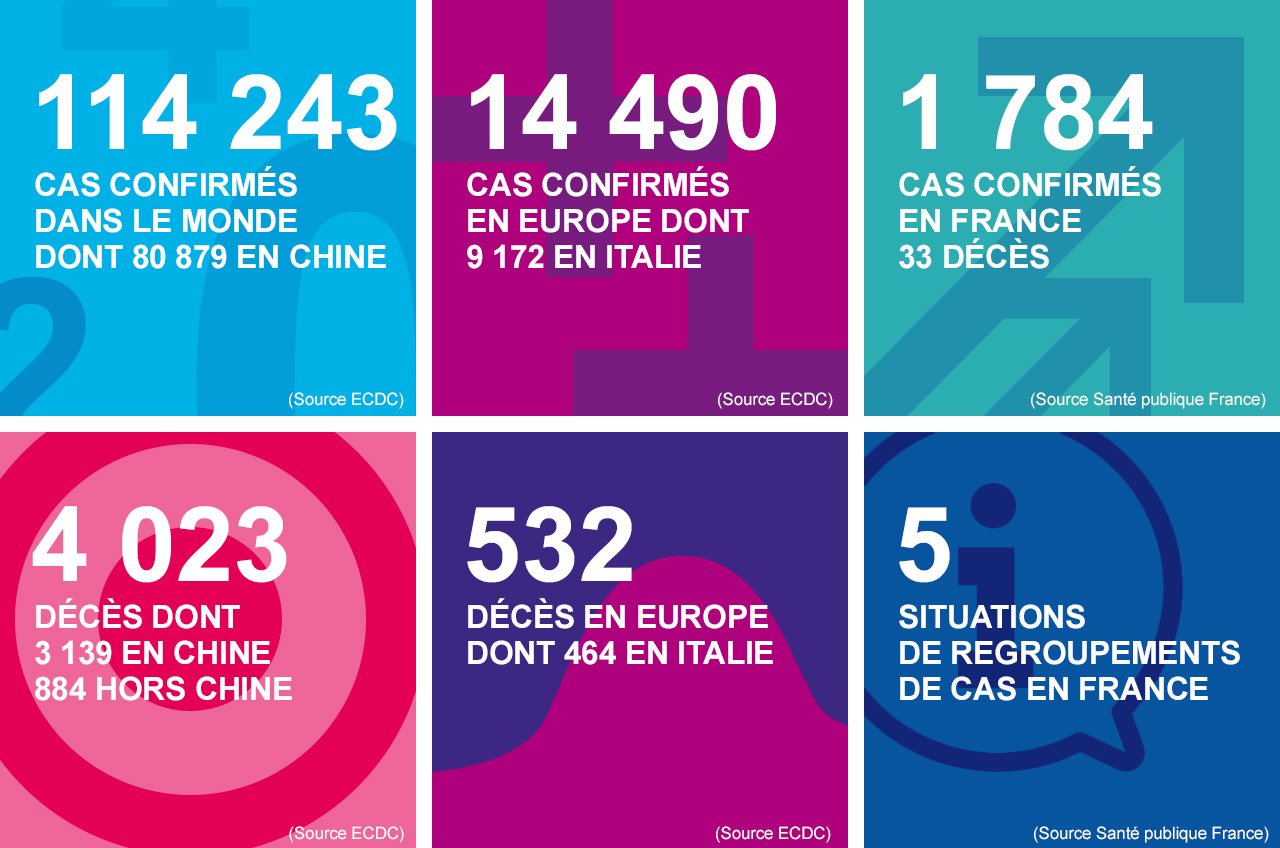 114 243
CAS CONFIRMÉS
DANS LE MONDE
DONT 80 879 EN CHINE
(Source ECDC)
14 490
CAS CONFIRMÉS
EN EUROPE DONT
9 172 EN ITALIE
(Source ECDC)
1 784
CAS CONFIRMÉS
EN FRANCE
33 DÉCÈS
(Source Santé publique France)
4 023
DÉCÈS DONT
3 139 EN CHINE
884 HORS CHINE
(Source ECDC)
532
DÉCÈS EN EUROPE
DONT 464 EN ITALIE
(Source ECDC)
5
SITUATIONS
DE REGROUPEMENTS
DE CAS EN FRANCE
(Source Santé publique France)